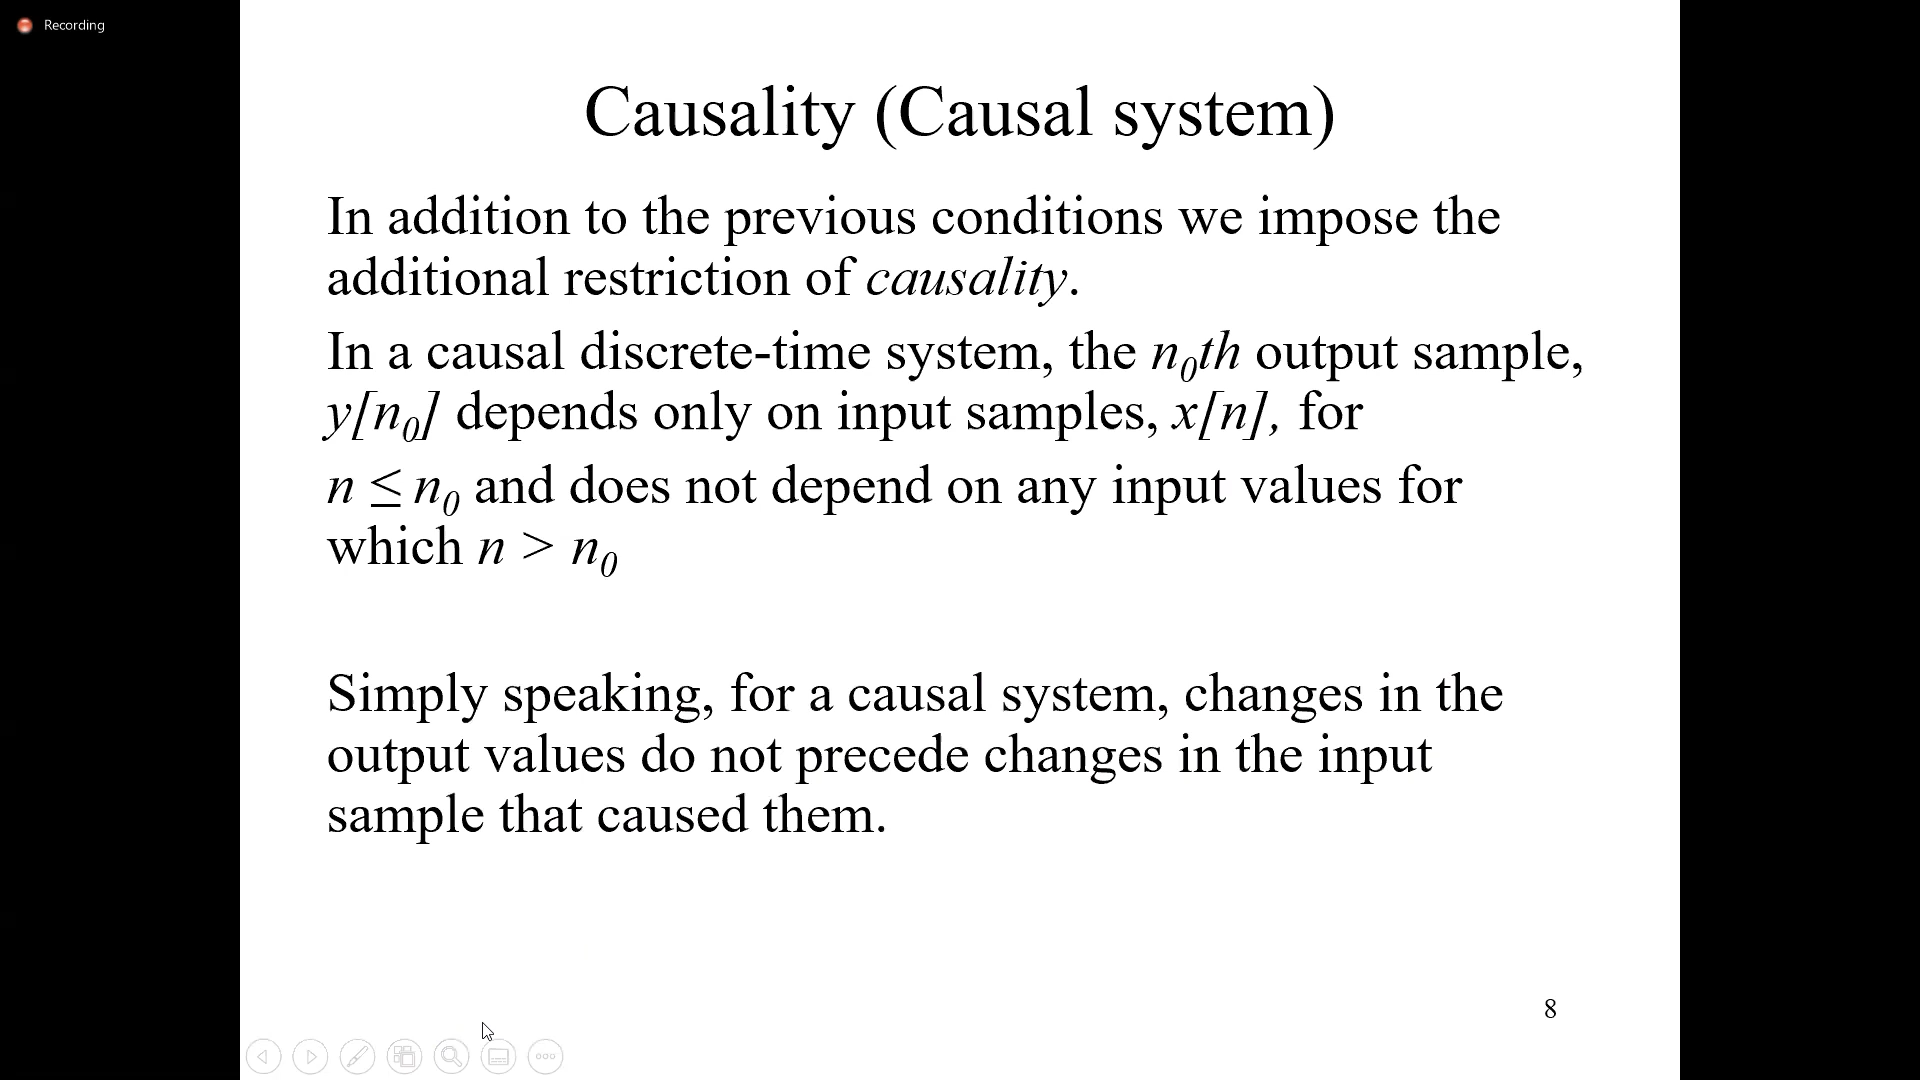 Recording
Causality (Causal system)
In addition to the previous conditions we impose the
additional restriction of causality.
In a causal discrete-time system, the n₀th output sample,
y[n₀] depends only on input samples, x[n], for
n ≤ n₀ and does not depend on any input values for
which n > n₀
Simply speaking, for a causal system, changes in the
output values do not precede changes in the input
sample that caused them.
8